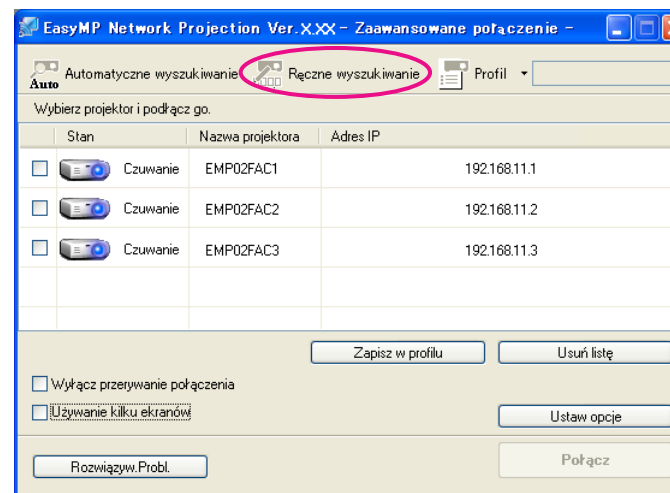 EasyMP Network Projection Ver.X.XX - Zaawansowane połączenie -
Auto Automatyczne wyszukiwanie Ręczne wyszukiwanie Profil
Wybierz projektor i podłącz go.
Stan Nazwa projektora Adres IP
Czuwanie EMP02FAC1 192.168.11.1
Czuwanie EMP02FAC2 192.168.11.2
Czuwanie EMP02FAC3 192.168.11.3
Zapisz w profilu Usuń listę
Wyłącz przerywanie połączenia
Używanie kilku ekranów
Ustaw opcje
Rozwiązyw.Probl. Połącz